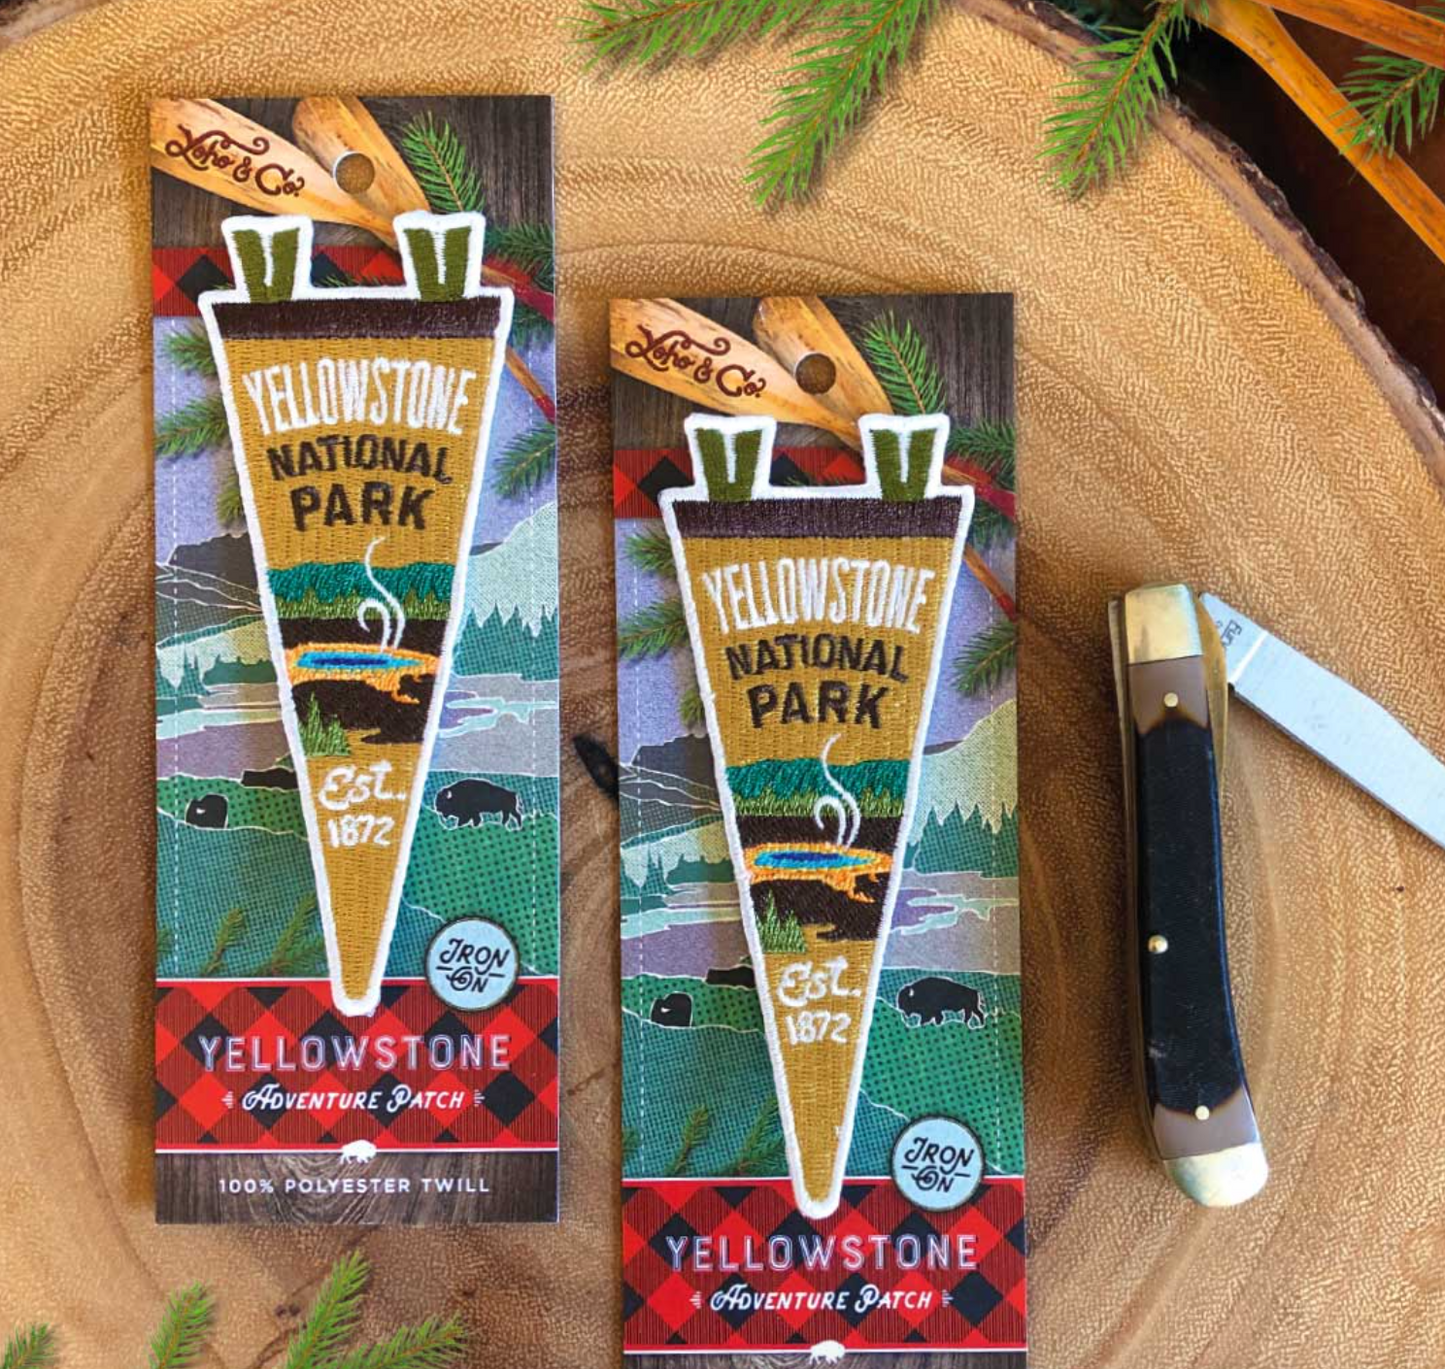 Yoho & Co.
YELLOWSTONE
NATIONAL
PARK
Est.
1872
IRON
ON
YELLOWSTONE
ADVENTURE PATCH
100% POLYESTER TWILL
Yoho & Co.
YELLOWSTONE
NATIONAL
PARK
Est.
1872
IRON
ON
YELLOWSTONE
ADVENTURE PATCH